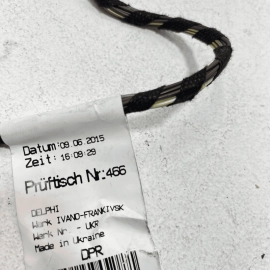 Datum:09.06.2015
Zeit: 16:09:29
Prüftisch Nr:466
DELPHI
Werk IVANO-FRANKIVSK
Werk Nr. - UKR
Made in Ukraine
DPR